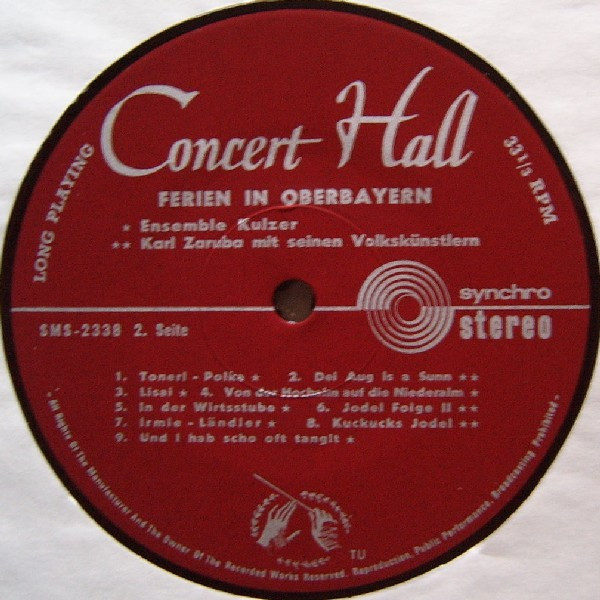 Concert Hall
LONG PLAYING
33 1/3 RPM
FERIEN IN OBERBAYERN
★ Ensemble Kulzer
★★ Karl Zaruba mit seinen Volkskünstlern
synchro
stereo
SMS-2338 2. Seite
1. Tonerl - Polka ★ 2. Dei Aug is a Sunn ★★
3. Lisei ★ 4. Von der Hochalm auf die Niederalm ★
5. In der Wirtsstube ★ 6. Jodel Folge II ★★
7. Irmie - Ländler ★ 8. Kuckucks Jodel ★★
9. Und i hab scho oft tanglt ★
- All Rights Of The Manufacturer And The Owner Of The Recorded Works Reserved. Reproduction, Public Performance, Broadcasting Prohibited -
TU